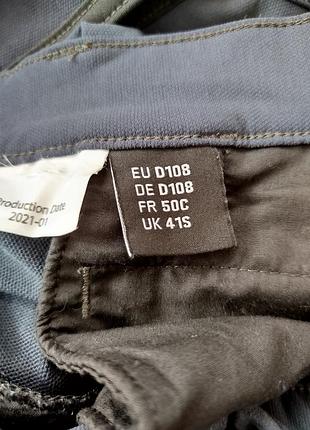 Production Date
2021-01
EU D108
DE D108
FR 50C
UK 41S